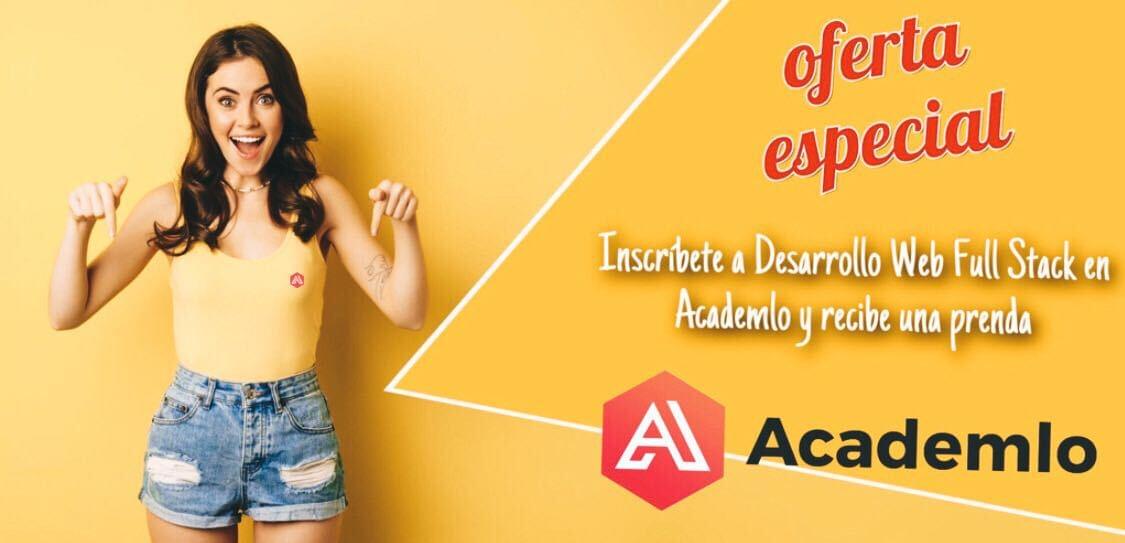 oferta
especial
Inscríbete a Desarrollo Web Full Stack en
Academlo y recibe una prenda
Academlo